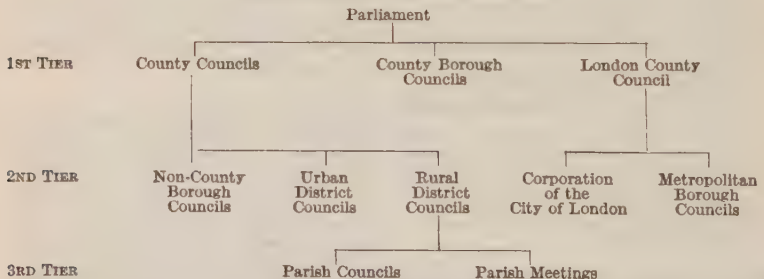 Parliament
1ST TIER County Councils County Borough Councils London County Council
2ND TIER Non-County Borough Councils Urban District Councils Rural District Councils Corporation of the City of London Metropolitan Borough Councils
3RD TIER Parish Councils Parish Meetings